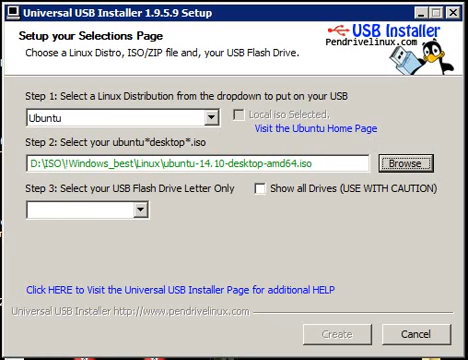 Universal USB Installer 1.9.5.9 Setup
Setup your Selections Page
Choose a Linux Distro, ISO/ZIP file and, your USB Flash Drive.
USB Installer
Pendrivelinux.com
Step 1: Select a Linux Distribution from the dropdown to put on your USB
Ubuntu
Local iso Selected.
Visit the Ubuntu Home Page
Step 2: Select your ubuntu*desktop*.iso
D:\ISO\!Windows_best\Linux\ubuntu-14.10-desktop-amd64.iso
Browse
Step 3: Select your USB Flash Drive Letter Only
Show all Drives (USE WITH CAUTION)
Click HERE to Visit the Universal USB Installer Page for additional HELP
Universal USB Installer http://www.pendrivelinux.com
Create
Cancel